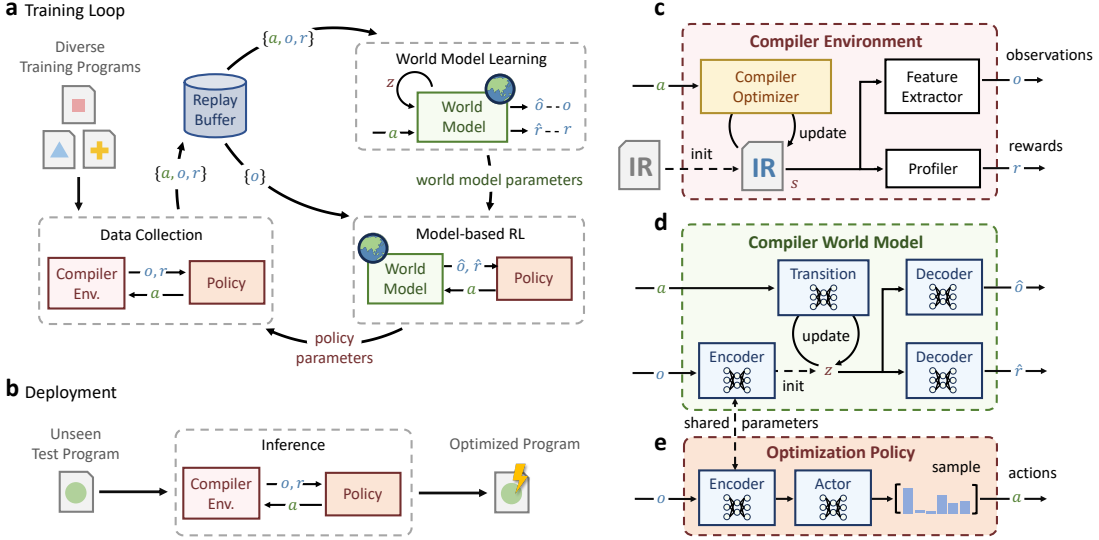 a Training Loop
Diverse
Training Programs
{a, o, r}
Replay
Buffer
{a, o, r}
{o}
World Model Learning
z
World
Model
a
ô -- o
r̂ -- r
world model parameters
Data Collection
Compiler
Env.
o, r
a
Policy
Model-based RL
World
Model
ô, r̂
a
Policy
policy
parameters
b Deployment
Unseen
Test Program
Inference
Compiler
Env.
o, r
a
Policy
Optimized Program
c
Compiler Environment
a
Compiler
Optimizer
update
IR
init
IR
s
Feature
Extractor
Profiler
observations
o
rewards
r
d
Compiler World Model
a
Transition
update
o
Encoder
init
z
Decoder
ô
Decoder
r̂
shared parameters
e
Optimization Policy
o
Encoder
Actor
sample
[ ]
actions
a